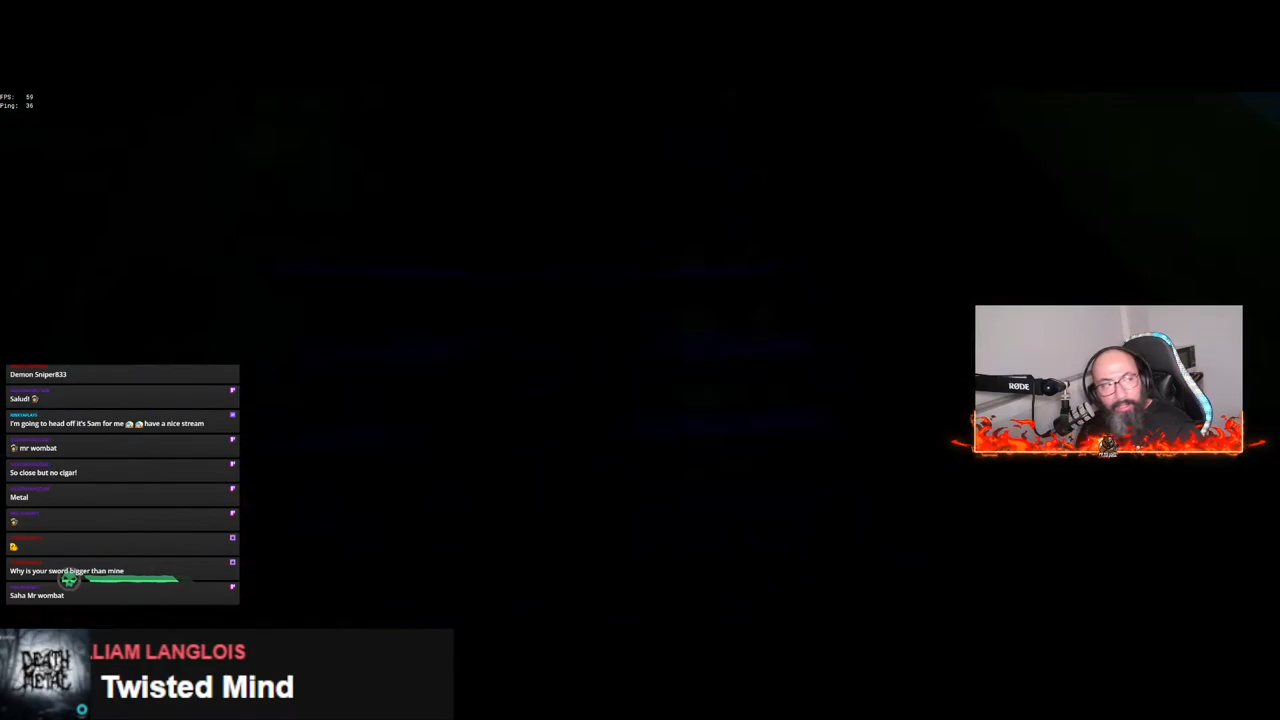 FPS: 59
Ping: 36
Demon Sniper833
Salud!
I'm going to head off it's 5am for me have a nice stream
mr wombat
So close but no cigar!
Metal
Why is your sword bigger than mine
Saha Mr wombat
RØDE
DEATH
METAL
LIAM LANGLOIS
Twisted Mind